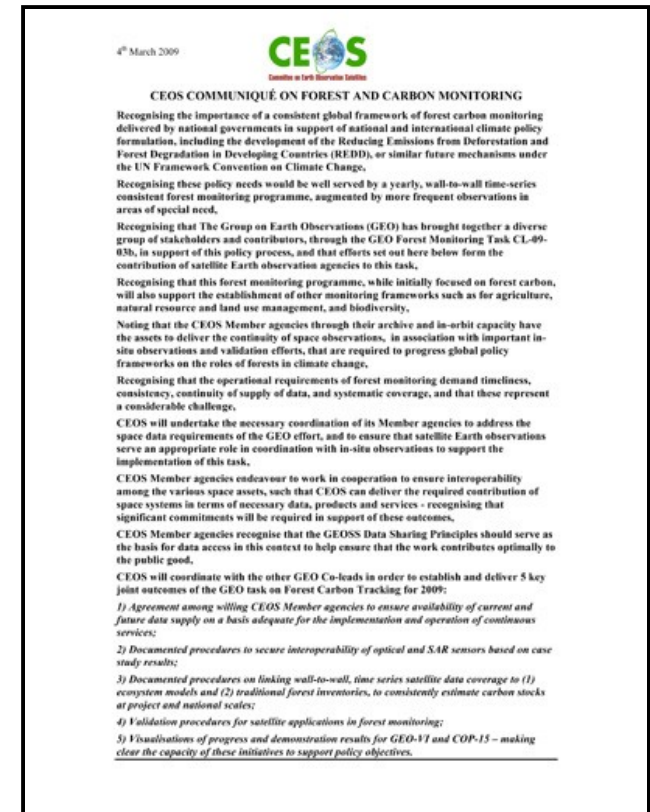 4th March 2009
CEOS
Committee on Earth Observation Satellites
CEOS COMMUNIQUÉ ON FOREST AND CARBON MONITORING
Recognising the importance of a consistent global framework of forest carbon monitoring
delivered by national governments in support of national and international climate policy
formulation, including the development of the Reducing Emissions from Deforestation and
Forest Degradation in Developing Countries (REDD), or similar future mechanisms under
the UN Framework Convention on Climate Change,
Recognising these policy needs would be well served by a yearly, wall-to-wall time-series
consistent forest monitoring programme, augmented by more frequent observations in
areas of special need,
Recognising that The Group on Earth Observations (GEO) has brought together a diverse
group of stakeholders and contributors, through the GEO Forest Monitoring Task CL-09-
03b, in support of this policy process, and that efforts set out here below form the
contribution of satellite Earth observation agencies to this task,
Recognising that this forest monitoring programme, while initially focused on forest carbon,
will also support the establishment of other monitoring frameworks such as for agriculture,
natural resource and land use management, and biodiversity,
Noting that the CEOS Member agencies through their archive and in-orbit capacity have
the assets to deliver the continuity of space observations, in association with important in-
situ observations and validation efforts, that are required to progress global policy
frameworks on the roles of forests in climate change,
Recognising that the operational requirements of forest monitoring demand timeliness,
consistency, continuity of supply of data, and systematic coverage, and that these represent
a considerable challenge,
CEOS will undertake the necessary coordination of its Member agencies to address the
space data requirements of the GEO effort, and to ensure that satellite Earth observations
serve an appropriate role in coordination with in-situ observations to support the
implementation of this task,
CEOS Member agencies endeavour to work in cooperation to ensure interoperability
among the various space assets, such that CEOS can deliver the required contribution of
space systems in terms of necessary data, products and services - recognising that
significant commitments will be required in support of these outcomes,
CEOS Member agencies recognise that the GEOSS Data Sharing Principles should serve as
the basis for data access in this context to help ensure that the work contributes optimally to
the public good,
CEOS will coordinate with the other GEO Co-leads in order to establish and deliver 5 key
joint outcomes of the GEO task on Forest Carbon Tracking for 2009:
1) Agreement among willing CEOS Member agencies to ensure availability of current and
future data supply on a basis adequate for the implementation and operation of continuous
services;
2) Documented procedures to secure interoperability of optical and SAR sensors based on case
study results;
3) Documented procedures on linking wall-to-wall, time series satellite data coverage to (1)
ecosystem models and (2) traditional forest inventories, to consistently estimate carbon stocks
at project and national scales;
4) Validation procedures for satellite applications in forest monitoring;
5) Visualisations of progress and demonstration results for GEO-VI and COP-15 – making
clear the capacity of these initiatives to support policy objectives.